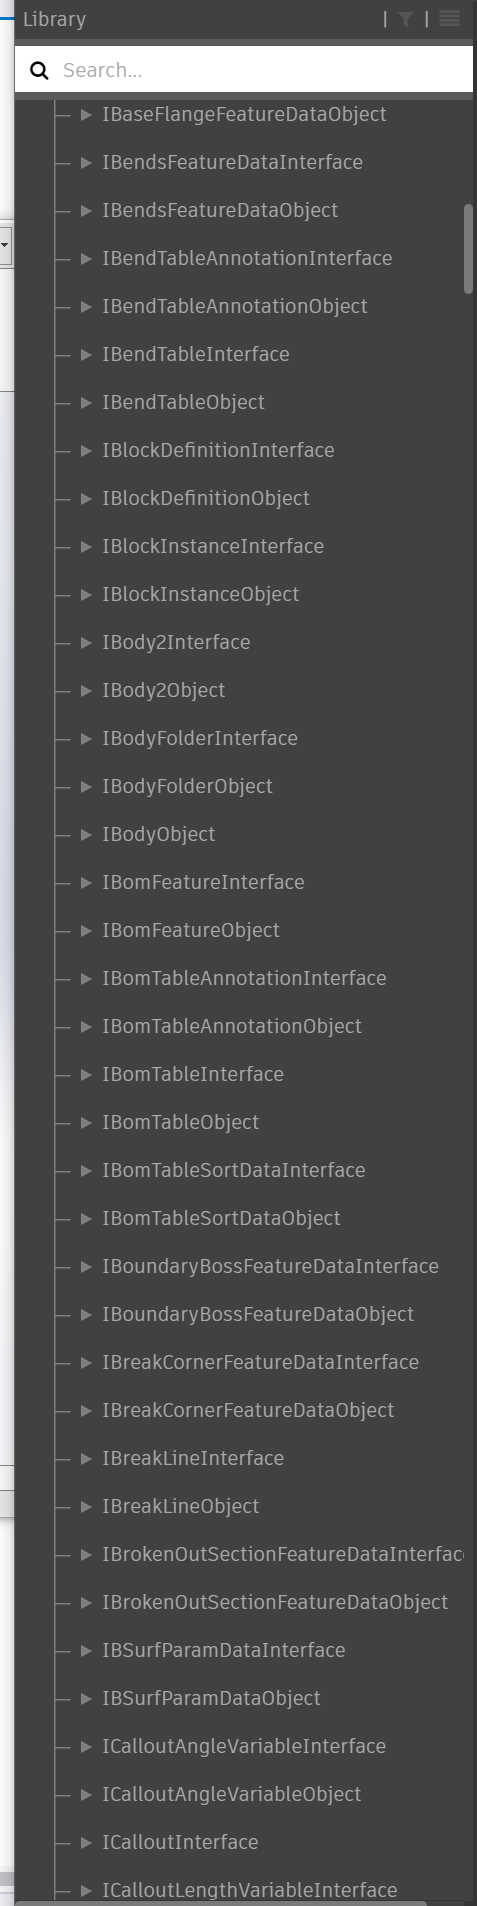 Library
Search...
IBaseFlangeFeatureDataObject
IBendsFeatureDataInterface
IBendsFeatureDataObject
IBendTableAnnotationInterface
IBendTableAnnotationObject
IBendTableInterface
IBendTableObject
IBlockDefinitionInterface
IBlockDefinitionObject
IBlockInstanceInterface
IBlockInstanceObject
IBody2Interface
IBody2Object
IBodyFolderInterface
IBodyFolderObject
IBodyObject
IBomFeatureInterface
IBomFeatureObject
IBomTableAnnotationInterface
IBomTableAnnotationObject
IBomTableInterface
IBomTableObject
IBomTableSortDataInterface
IBomTableSortDataObject
IBoundaryBossFeatureDataInterface
IBoundaryBossFeatureDataObject
IBreakCornerFeatureDataInterface
IBreakCornerFeatureDataObject
IBreakLineInterface
IBreakLineObject
IBrokenOutSectionFeatureDataInterfac
IBrokenOutSectionFeatureDataObject
IBSurfParamDataInterface
IBSurfParamDataObject
ICalloutAngleVariableInterface
ICalloutAngleVariableObject
ICalloutInterface
ICalloutLengthVariableInterface